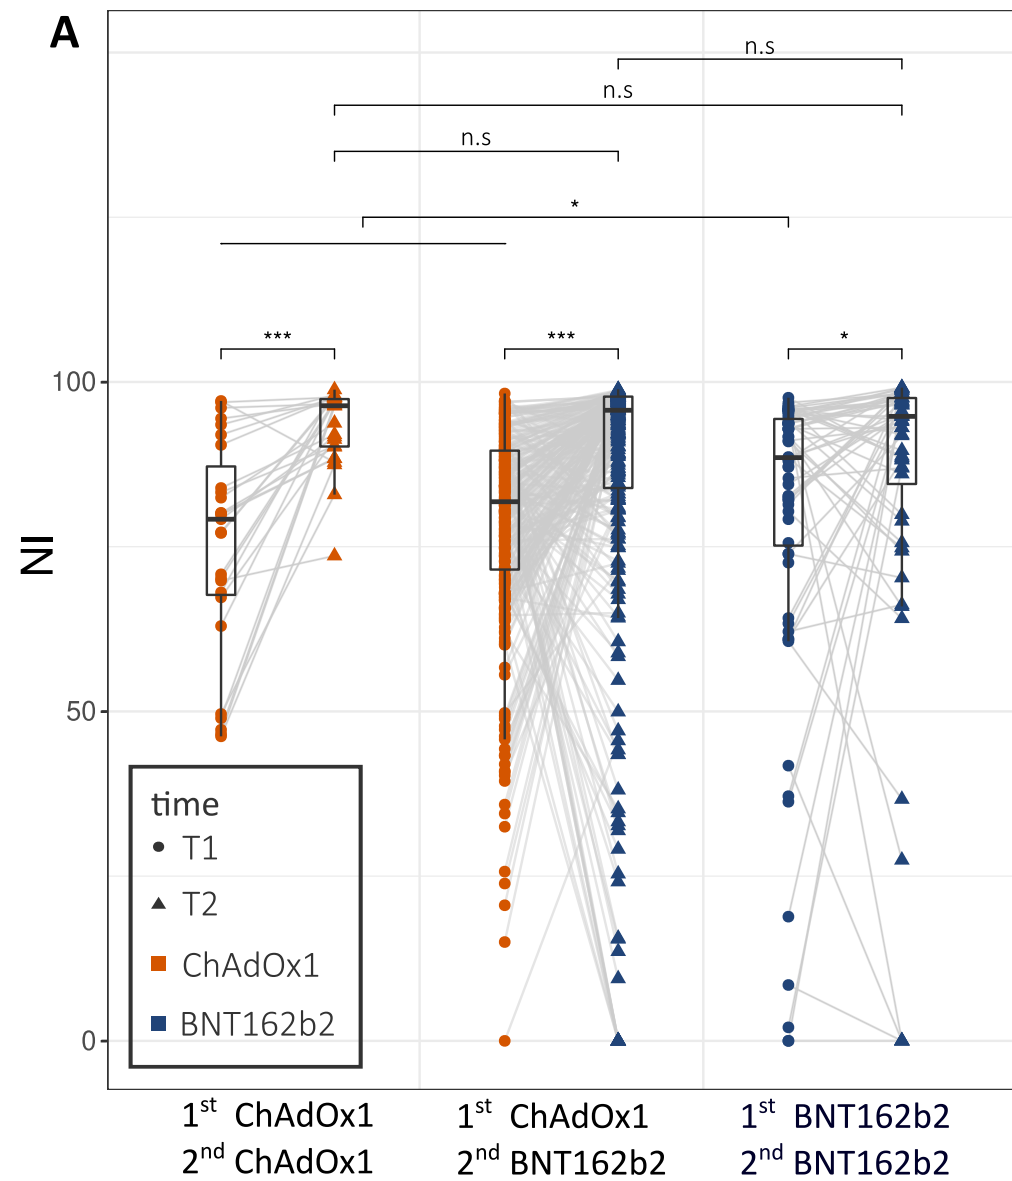 A
n.s
n.s
n.s
*
*** *** *
100
50
0
NI
time
T1
T2
ChAdOx1
BNT162b2
1st ChAdOx1
2nd ChAdOx1
1st ChAdOx1
2nd BNT162b2
1st BNT162b2
2nd BNT162b2